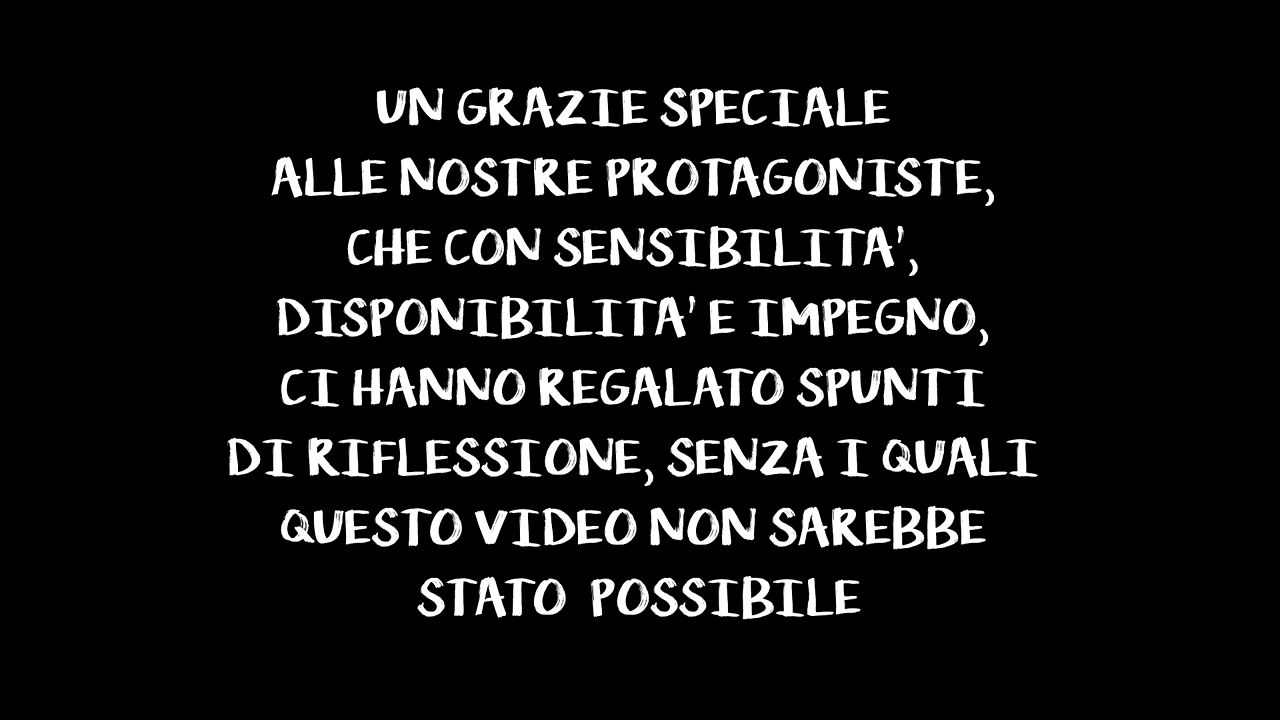 UN GRAZIE SPECIALE
ALLE NOSTRE PROTAGONISTE,
CHE CON SENSIBILITA',
DISPONIBILITA' E IMPEGNO,
CI HANNO REGALATO SPUNTI
DI RIFLESSIONE, SENZA I QUALI
QUESTO VIDEO NON SAREBBE
STATO  POSSIBILE